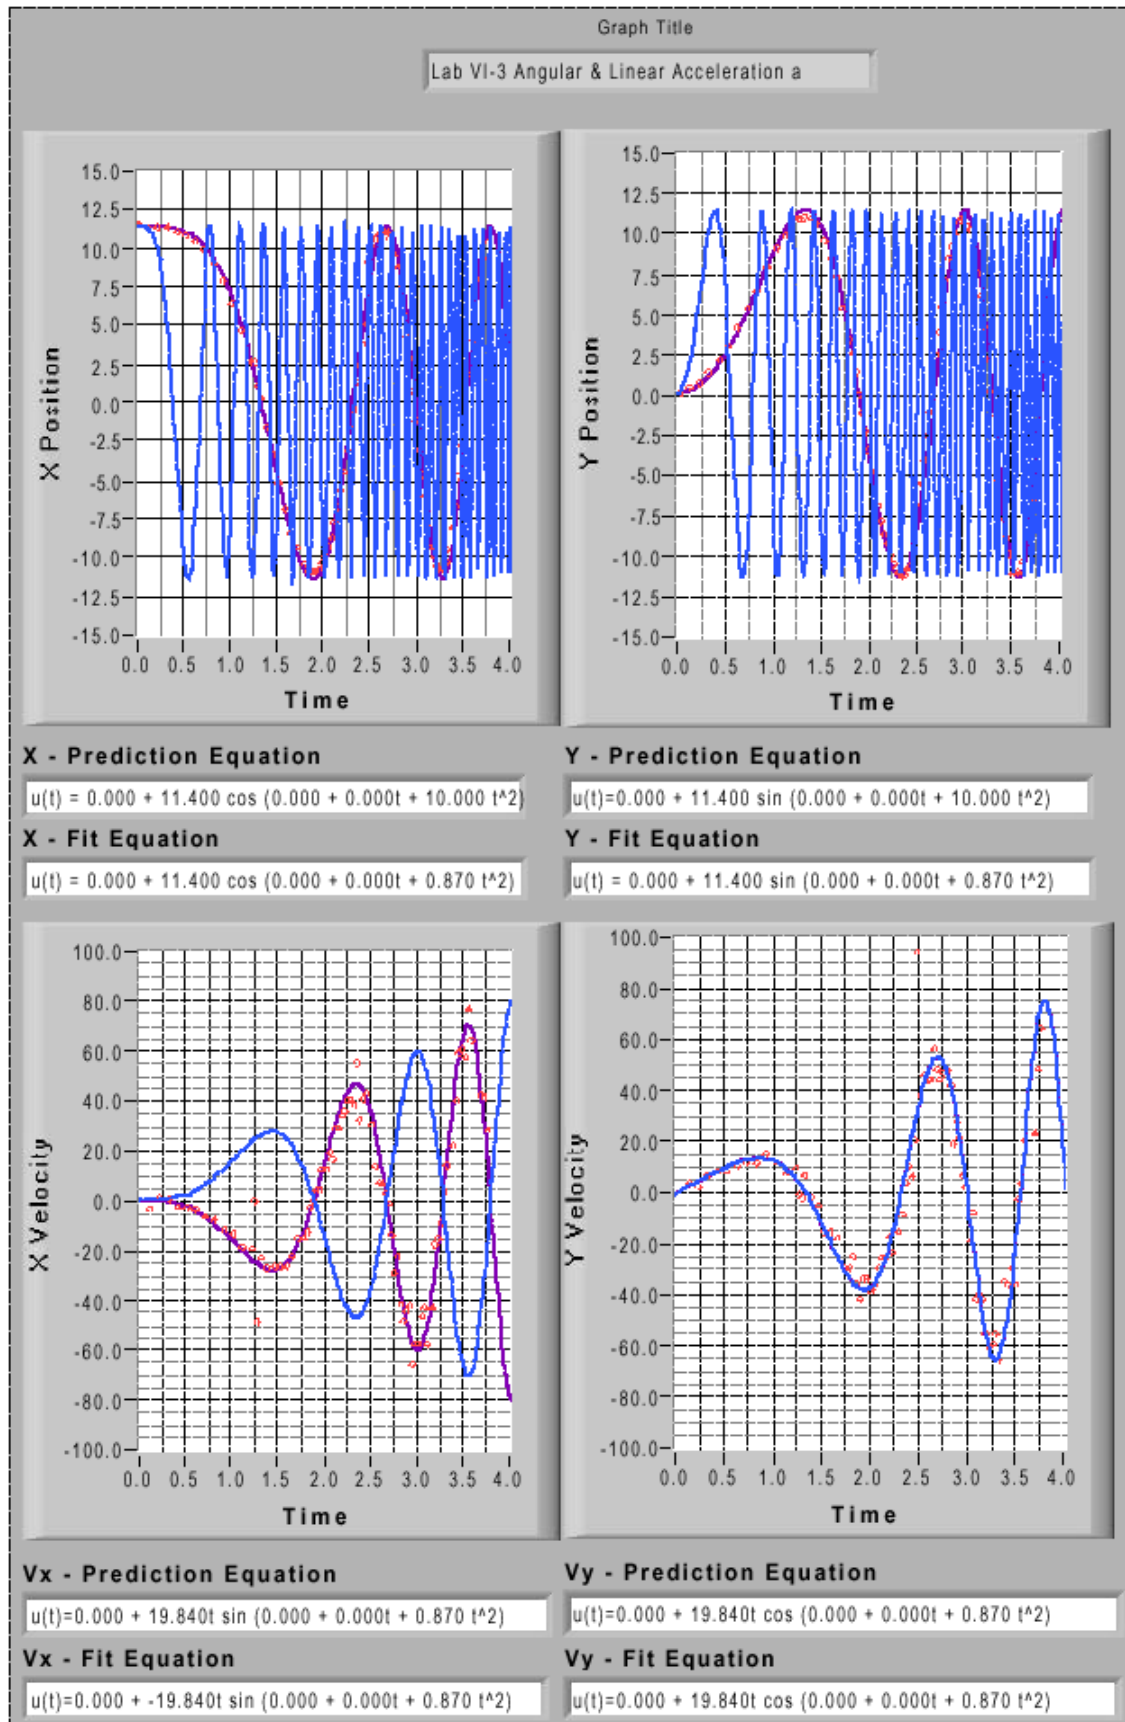 Graph Title
Lab VI-3 Angular & Linear Acceleration a
15.0
12.5
10.0
7.5
5.0
2.5
0.0
-2.5
-5.0
-7.5
-10.0
-12.5
-15.0
X Position
0.0 0.5 1.0 1.5 2.0 2.5 3.0 3.5 4.0
Time
15.0
12.5
10.0
7.5
5.0
2.5
0.0
-2.5
-5.0
-7.5
-10.0
-12.5
-15.0
Y Position
0.0 0.5 1.0 1.5 2.0 2.5 3.0 3.5 4.0
Time
X - Prediction Equation
u(t) = 0.000 + 11.400 cos (0.000 + 0.000t + 10.000 t^2)
Y - Prediction Equation
u(t)=0.000 + 11.400 sin (0.000 + 0.000t + 10.000 t^2)
X - Fit Equation
u(t) = 0.000 + 11.400 cos (0.000 + 0.000t + 0.870 t^2)
Y - Fit Equation
u(t) = 0.000 + 11.400 sin (0.000 + 0.000t + 0.870 t^2)
100.0
80.0
60.0
40.0
20.0
0.0
-20.0
-40.0
-60.0
-80.0
-100.0
X Velocity
0.0 0.5 1.0 1.5 2.0 2.5 3.0 3.5 4.0
Time
100.0
80.0
60.0
40.0
20.0
0.0
-20.0
-40.0
-60.0
-80.0
-100.0
Y Velocity
0.0 0.5 1.0 1.5 2.0 2.5 3.0 3.5 4.0
Time
Vx - Prediction Equation
u(t)=0.000 + 19.840t sin (0.000 + 0.000t + 0.870 t^2)
Vy - Prediction Equation
u(t)=0.000 + 19.840t cos (0.000 + 0.000t + 0.870 t^2)
Vx - Fit Equation
u(t)=0.000 + -19.840t sin (0.000 + 0.000t + 0.870 t^2)
Vy - Fit Equation
u(t)=0.000 + 19.840t cos (0.000 + 0.000t + 0.870 t^2)